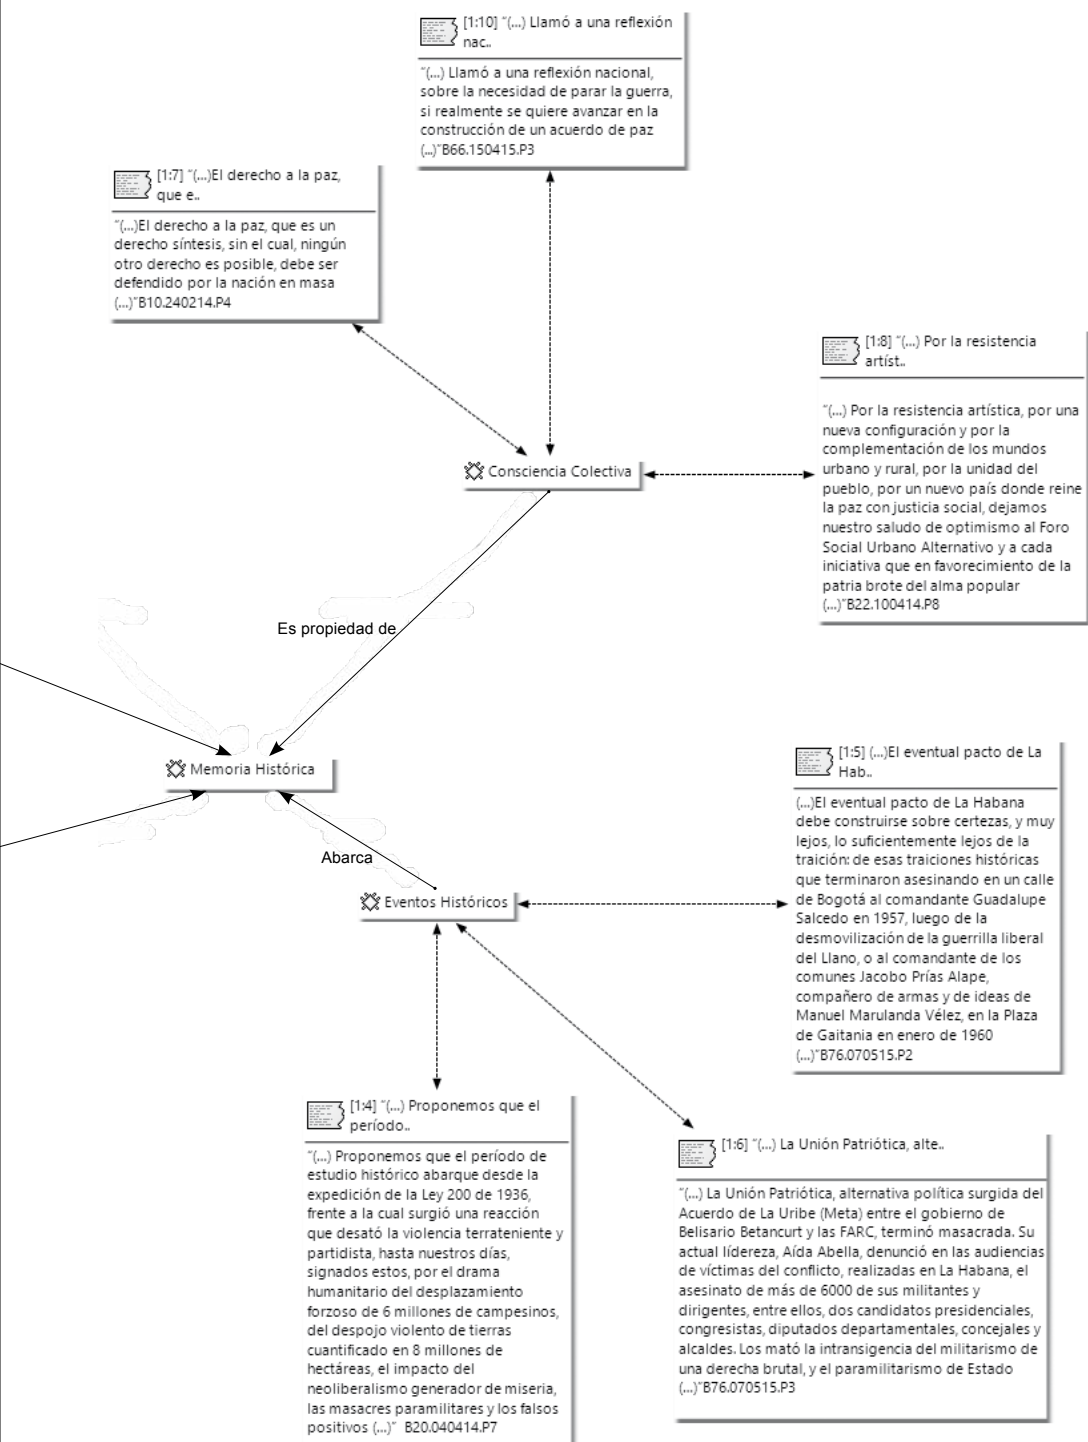 [1:10] “(...) Llamó a una reflexión
nac..
“(...) Llamó a una reflexión nacional,
sobre la necesidad de parar la guerra,
si realmente se quiere avanzar en la
construcción de un acuerdo de paz
(...)”B66.150415.P3
[1:7] “(...)El derecho a la paz,
que e..
“(...)El derecho a la paz, que es un
derecho síntesis, sin el cual, ningún
otro derecho es posible, debe ser
defendido por la nación en masa
(...)”B10.240214.P4
[1:8] “(...) Por la resistencia
artíst..
“(...) Por la resistencia artística, por una
nueva configuración y por la
complementación de los mundos
urbano y rural, por la unidad del
pueblo, por un nuevo país donde reine
la paz con justicia social, dejamos
nuestro saludo de optimismo al Foro
Social Urbano Alternativo y a cada
iniciativa que en favorecimiento de la
patria brote del alma popular
(...)”B22.100414.P8
Consciencia Colectiva
Es propiedad de
Memoria Histórica
Abarca
Eventos Históricos
[1:5] (...)El eventual pacto de La
Hab..
(...)El eventual pacto de La Habana
debe construirse sobre certezas, y muy
lejos, lo suficientemente lejos de la
traición: de esas traiciones históricas
que terminaron asesinando en un calle
de Bogotá al comandante Guadalupe
Salcedo en 1957, luego de la
desmovilización de la guerrilla liberal
del Llano, o al comandante de los
comunes Jacobo Prías Alape,
compañero de armas y de ideas de
Manuel Marulanda Vélez, en la Plaza
de Gaitania en enero de 1960
(...)”B76.070515.P2
[1:4] “(...) Proponemos que el
período..
“(...) Proponemos que el período de
estudio histórico abarque desde la
expedición de la Ley 200 de 1936,
frente a la cual surgió una reacción
que desató la violencia terrateniente y
partidista, hasta nuestros días,
signados estos, por el drama
humanitario del desplazamiento
forzoso de 6 millones de campesinos,
del despojo violento de tierras
cuantificado en 8 millones de
hectáreas, el impacto del
neoliberalismo generador de miseria,
las masacres paramilitares y los falsos
positivos (...)” B20.040414.P7
[1:6] “(...) La Unión Patriótica, alte..
“(...) La Unión Patriótica, alternativa política surgida del
Acuerdo de La Uribe (Meta) entre el gobierno de
Belisario Betancurt y las FARC, terminó masacrada. Su
actual lídereza, Aída Abella, denunció en las audiencias
de víctimas del conflicto, realizadas en La Habana, el
asesinato de más de 6000 de sus militantes y
dirigentes, entre ellos, dos candidatos presidenciales,
congresistas, diputados departamentales, concejales y
alcaldes. Los mató la intransigencia del militarismo de
una derecha brutal, y el paramilitarismo de Estado
(...)”B76.070515.P3